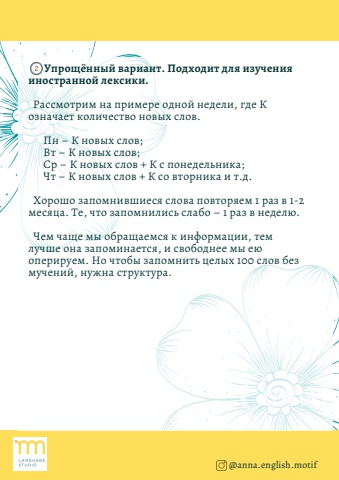 2 Упрощённый вариант. Подходит для изучения
иностранной лексики.
Рассмотрим на примере одной недели, где К
означает количество новых слов.
Пн – К новых слов;
Вт – К новых слов;
Ср – К новых слов + К с понедельника;
Чт – К новых слов + К со вторника и т.д.
Хорошо запомнившиеся слова повторяем 1 раз в 1-2
месяца. Те, что запомнились слабо – 1 раз в неделю.
Чем чаще мы обращаемся к информации, тем
лучше она запоминается, и свободнее мы ею
оперируем. Но чтобы запомнить целых 100 слов без
мучений, нужна структура.
LANGUAGE
STUDIO
@anna.english.motif